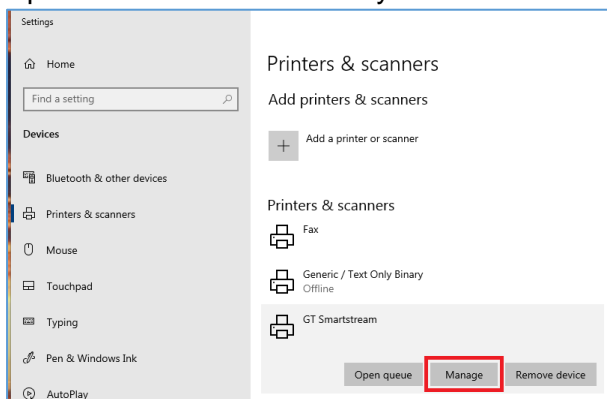 Settings
Home
Find a setting
Devices
Bluetooth & other devices
Printers & scanners
Mouse
Touchpad
Typing
Pen & Windows Ink
AutoPlay
Printers & scanners
Add printers & scanners
Add a printer or scanner
Printers & scanners
Fax
Generic / Text Only Binary
Offline
GT Smartstream
Open queue Manage Remove device